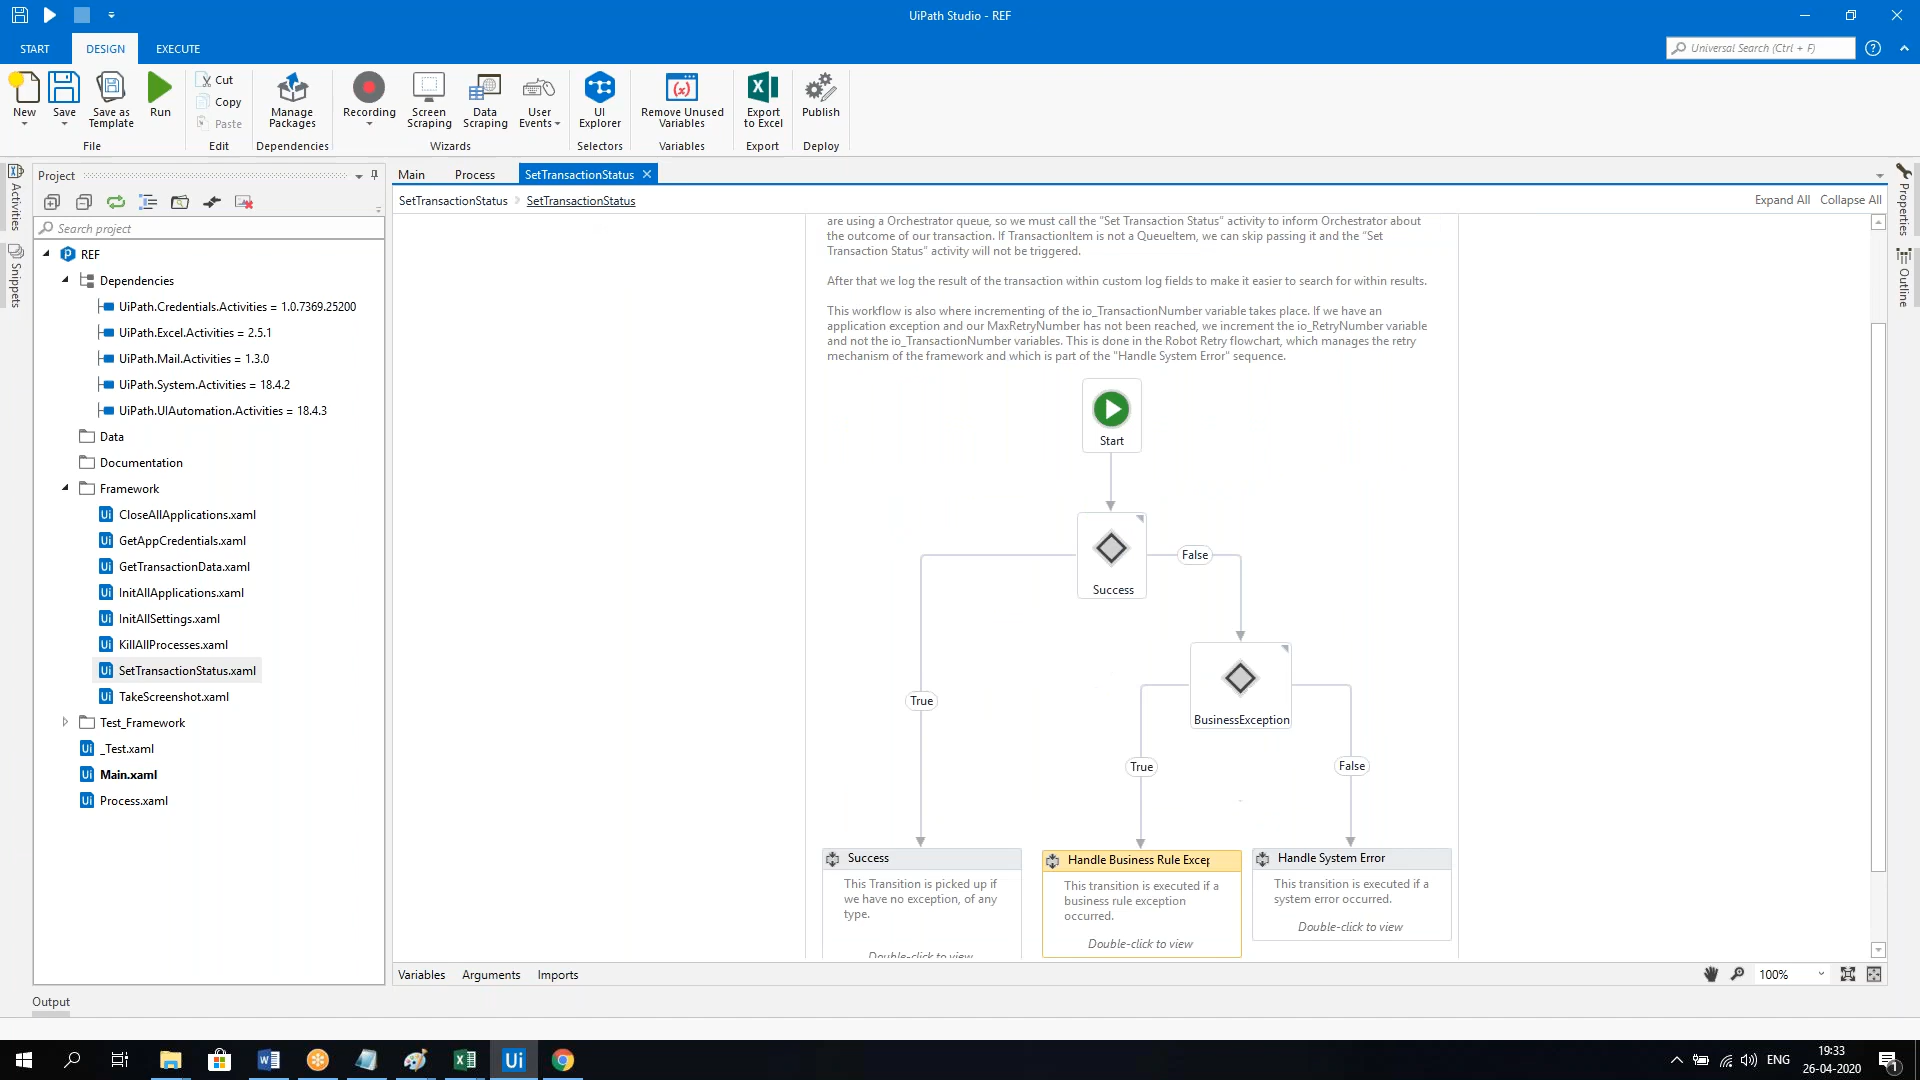 UiPath Studio - REF
START
DESIGN
EXECUTE
Universal Search (Ctrl + F)
New
Save
Save as
Template
Run
Cut
Copy
Paste
Manage
Packages
Recording
Screen
Scraping
Data
Scraping
User
Events
UI
Explorer
Remove Unused
Variables
Export
to Excel
Publish
File
Edit
Dependencies
Wizards
Selectors
Variables
Export
Deploy
Activities
Snippets
Project
Search project
REF
Dependencies
UiPath.Credentials.Activities = 1.0.7369.25200
UiPath.Excel.Activities = 2.5.1
UiPath.Mail.Activities = 1.3.0
UiPath.System.Activities = 18.4.2
UiPath.UIAutomation.Activities = 18.4.3
Data
Documentation
Framework
CloseAllApplications.xaml
GetAppCredentials.xaml
GetTransactionData.xaml
InitAllApplications.xaml
InitAllSettings.xaml
KillAllProcesses.xaml
SetTransactionStatus.xaml
TakeScreenshot.xaml
Test_Framework
_Test.xaml
Main.xaml
Process.xaml
Main
Process
SetTransactionStatus
SetTransactionStatus
SetTransactionStatus
Expand All
Collapse All
Properties
Outline
are using a Orchestrator queue, so we must call the "Set Transaction Status" activity to inform Orchestrator about
the outcome of our transaction. If TransactionItem is not a QueueItem, we can skip passing it and the "Set
Transaction Status" activity will not be triggered.
After that we log the result of the transaction within custom log fields to make it easier to search for within results.
This workflow is also where incrementing of the io_TransactionNumber variable takes place. If we have an
application exception and our MaxRetryNumber has not been reached, we increment the io_RetryNumber variable
and not the io_TransactionNumber variables. This is done in the Robot Retry flowchart, which manages the retry
mechanism of the framework and which is part of the "Handle System Error" sequence.
Start
Success
False
True
BusinessException
True
False
Success
This Transition is picked up if
we have no exception, of any
type.
Double-click to view
Handle Business Rule Excep
This transition is executed if a
business rule exception
occurred.
Double-click to view
Handle System Error
This transition is executed if a
system error occurred.
Double-click to view
Variables
Arguments
Imports
100%
Output
Ui
ENG
19:33
26-04-2020
1